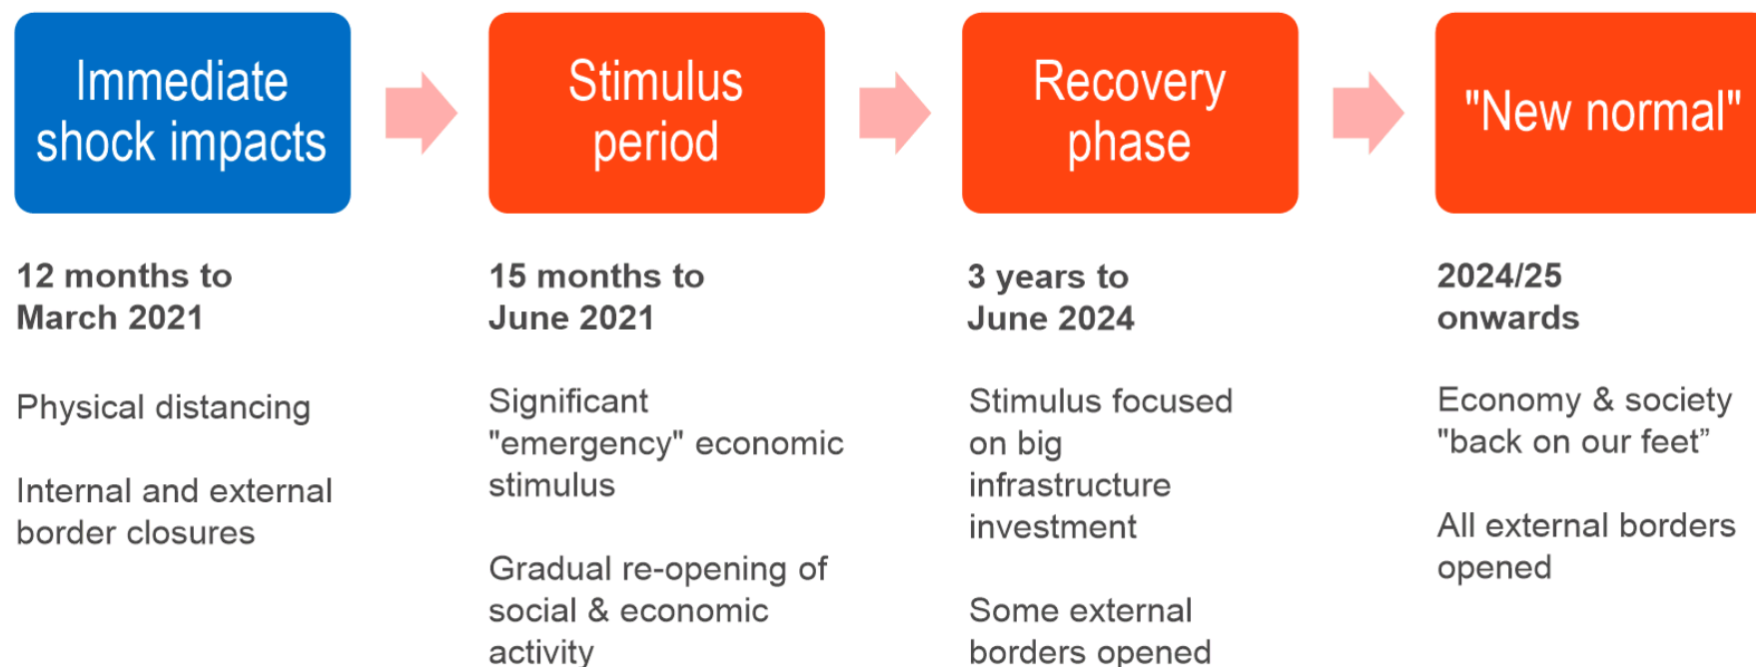 Immediate
shock impacts
Stimulus
period
Recovery
phase
"New normal"
12 months to
March 2021
Physical distancing
Internal and external
border closures
15 months to
June 2021
Significant
"emergency" economic
stimulus
Gradual re-opening of
social & economic
activity
3 years to
June 2024
Stimulus focused
on big
infrastructure
investment
Some external
borders opened
2024/25
onwards
Economy & society
"back on our feet”
All external borders
opened